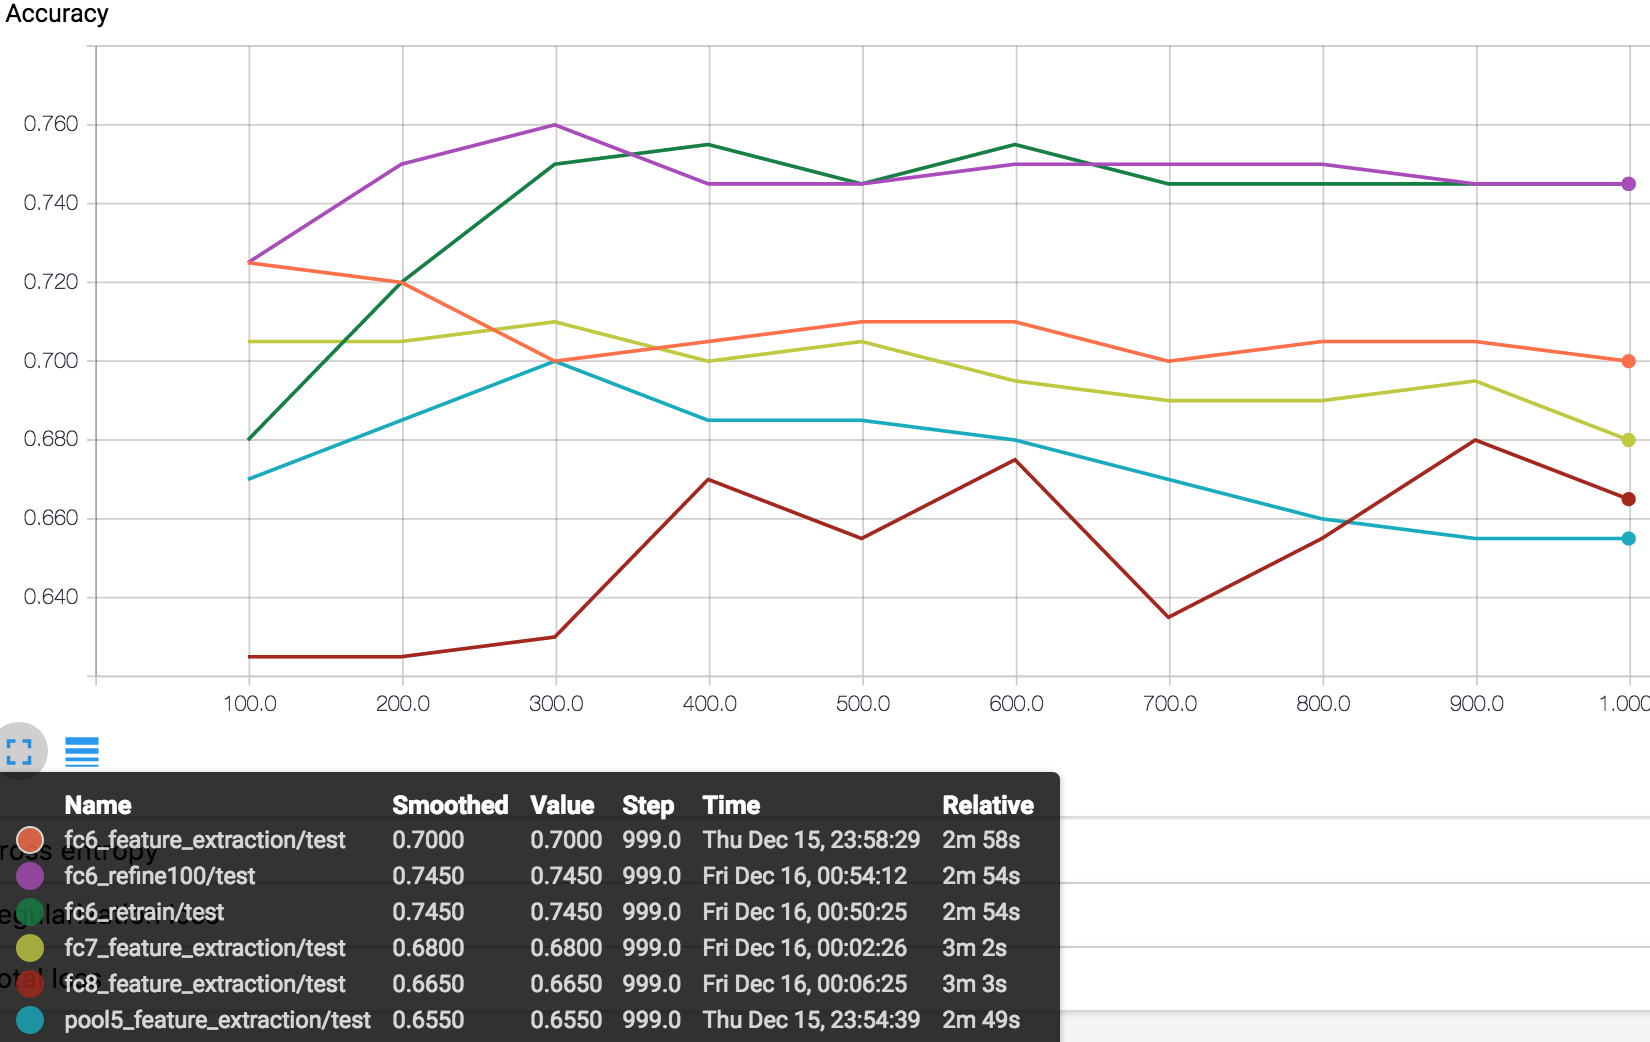 Accuracy
0.760
0.740
0.720
0.700
0.680
0.660
0.640
100.0 200.0 300.0 400.0 500.0 600.0 700.0 800.0 900.0 1.000
Name Smoothed Value Step Time Relative
fc6_feature_extraction/test 0.7000 0.7000 999.0 Thu Dec 15, 23:58:29 2m 58s
ross entropy
fc6_refine100/test 0.7450 0.7450 999.0 Fri Dec 16, 00:54:12 2m 54s
fc6_retrain/test 0.7450 0.7450 999.0 Fri Dec 16, 00:50:25 2m 54s
fc7_feature_extraction/test 0.6800 0.6800 999.0 Fri Dec 16, 00:02:26 3m 2s
fc8_feature_extraction/test 0.6650 0.6650 999.0 Fri Dec 16, 00:06:25 3m 3s
pool5_feature_extraction/test 0.6550 0.6550 999.0 Thu Dec 15, 23:54:39 2m 49s